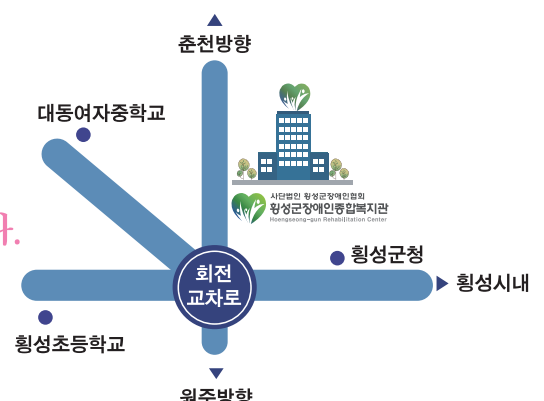 춘천방향
대동여자중학교
사단법인 횡성군장애인협회
횡성군장애인종합복지관
Hoengseong-gun Rehabilitation Center
다.
횡성군청
회전
교차로
횡성시내
횡성초등학교
원주방향